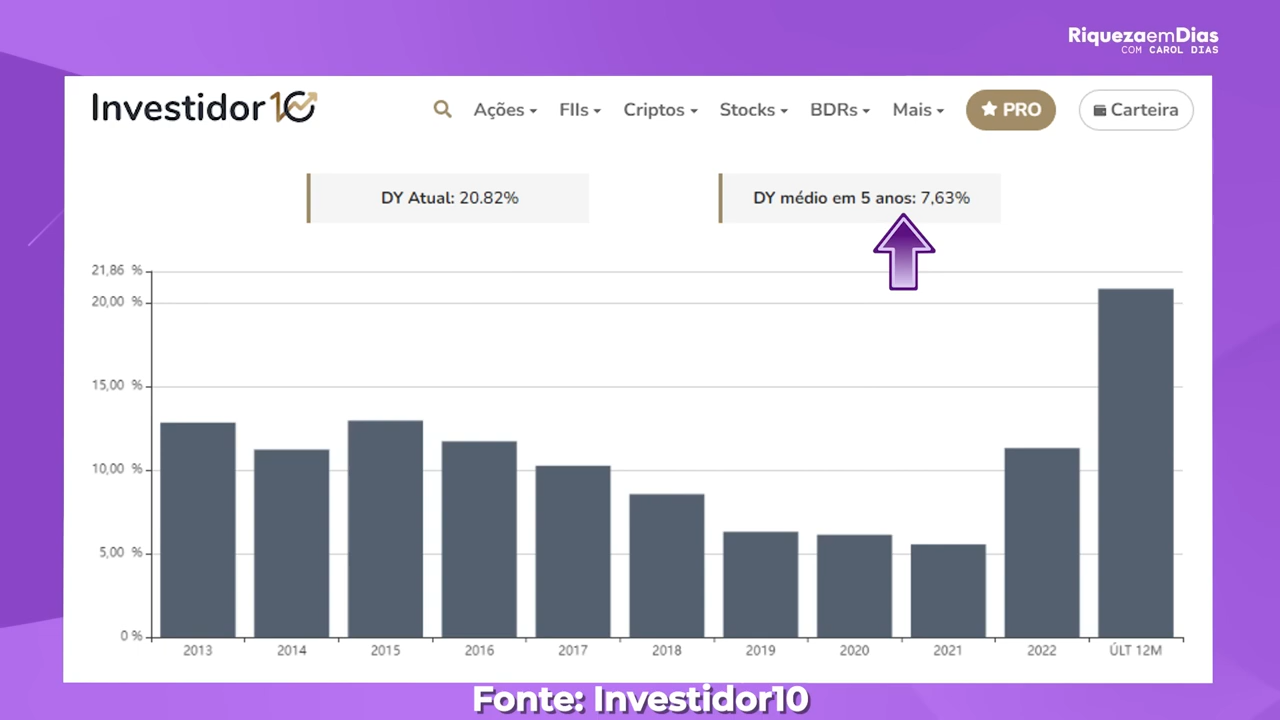 RiquezaemDias
COM CAROL DIAS
Investidor10
Ações FIIs Criptos Stocks BDRs Mais PRO Carteira
DY Atual: 20.82%
DY médio em 5 anos: 7,63%
21,86 %
20,00 %
15,00 %
10,00 %
5,00 %
0 %
2013 2014 2015 2016 2017 2018 2019 2020 2021 2022 ÚLT 12M
Fonte: Investidor10